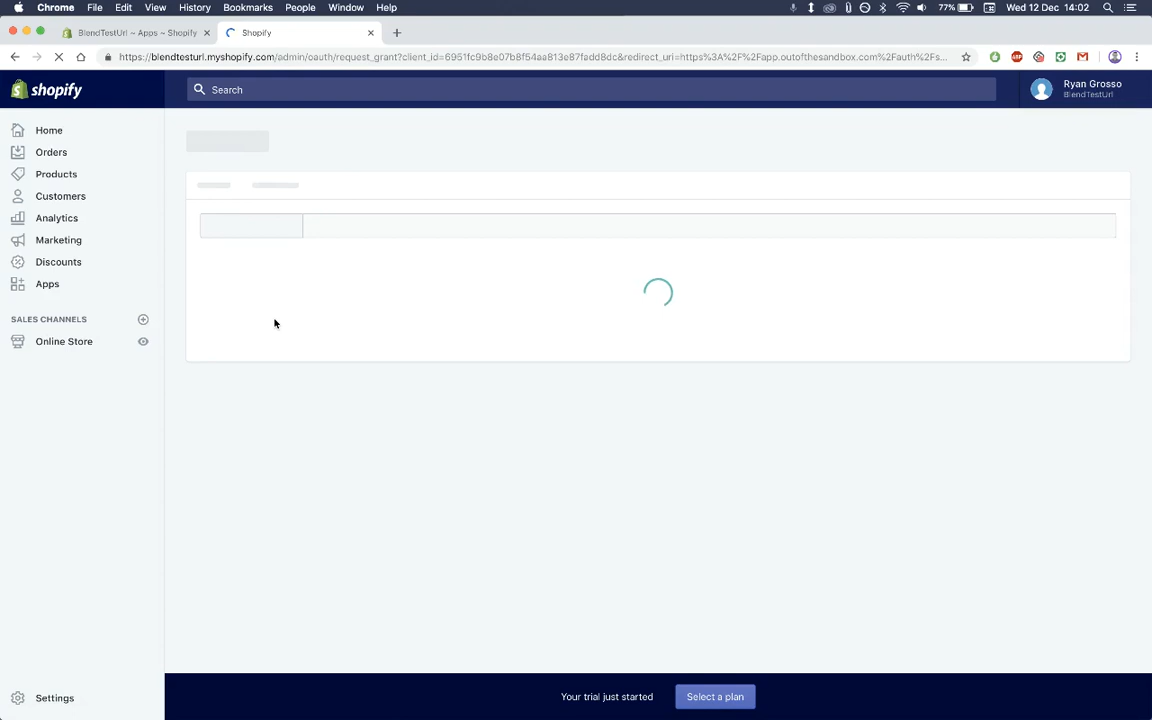 Chrome File Edit View History Bookmarks People Window Help 77% Wed 12 Dec 14:02
BlendTestUrl ~ Apps ~ Shopify Shopify
https://blendtesturl.myshopify.com/admin/oauth/request_grant?client_id=6951fc9b8e07b8f54ae813e87fadd8dc&redirect_uri=https%3A%2F%2Fapp.outofthesandbox.com%2Fauth%2Fs...
shopify Search Ryan Grosso
BlendTestUrl
Home
Orders
Products
Customers
Analytics
Marketing
Discounts
Apps
SALES CHANNELS
Online Store
Settings
Your trial just started Select a plan